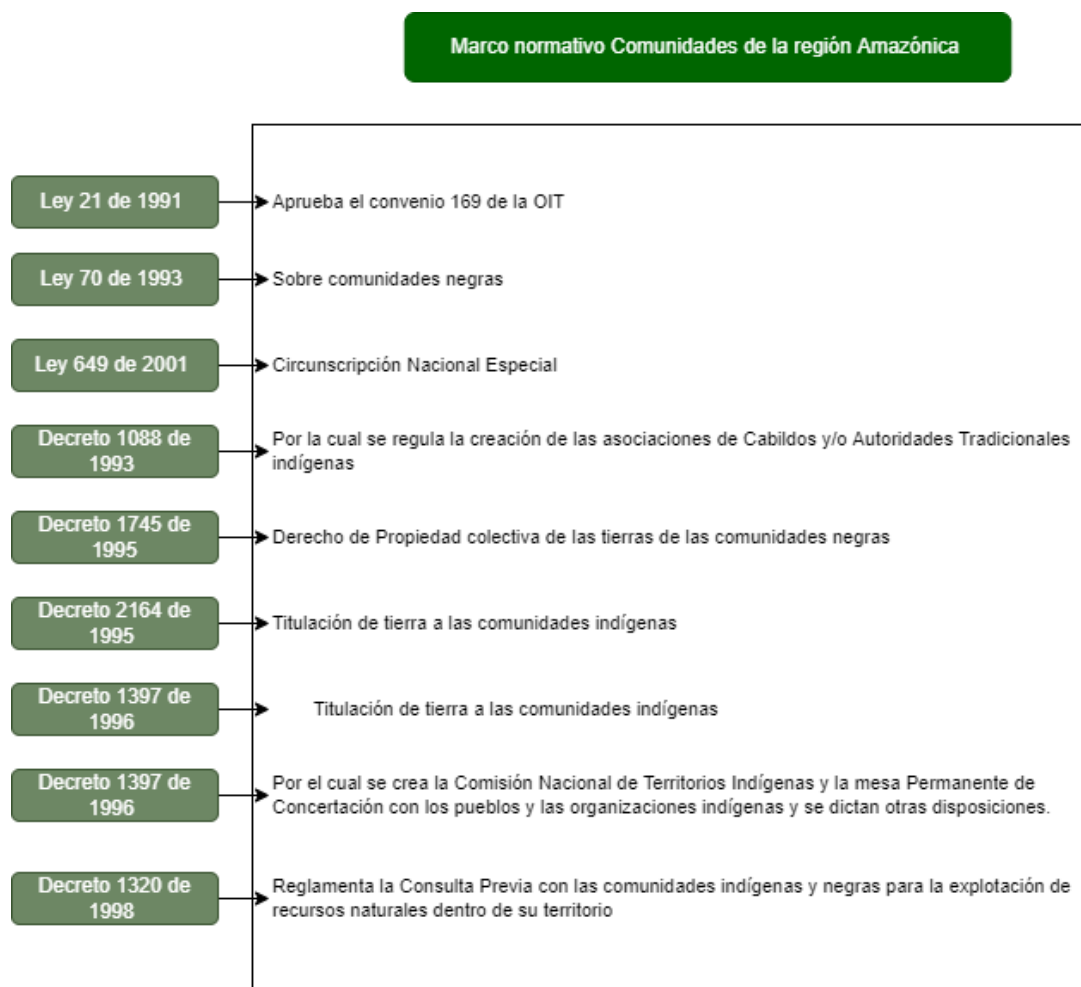 Marco normativo Comunidades de la región Amazónica
Ley 21 de 1991
Aprueba el convenio 169 de la OIT
Ley 70 de 1993
Sobre comunidades negras
Ley 649 de 2001
Circunscripción Nacional Especial
Decreto 1088 de
1993
Por la cual se regula la creación de las asociaciones de Cabildos y/o Autoridades Tradicionales
indígenas
Decreto 1745 de
1995
Derecho de Propiedad colectiva de las tierras de las comunidades negras
Decreto 2164 de
1995
Titulación de tierra a las comunidades indígenas
Decreto 1397 de
1996
Titulación de tierra a las comunidades indígenas
Decreto 1397 de
1996
Por el cual se crea la Comisión Nacional de Territorios Indígenas y la mesa Permanente de
Concertación con los pueblos y las organizaciones indígenas y se dictan otras disposiciones.
Decreto 1320 de
1998
Reglamenta la Consulta Previa con las comunidades indígenas y negras para la explotación de
recursos naturales dentro de su territorio